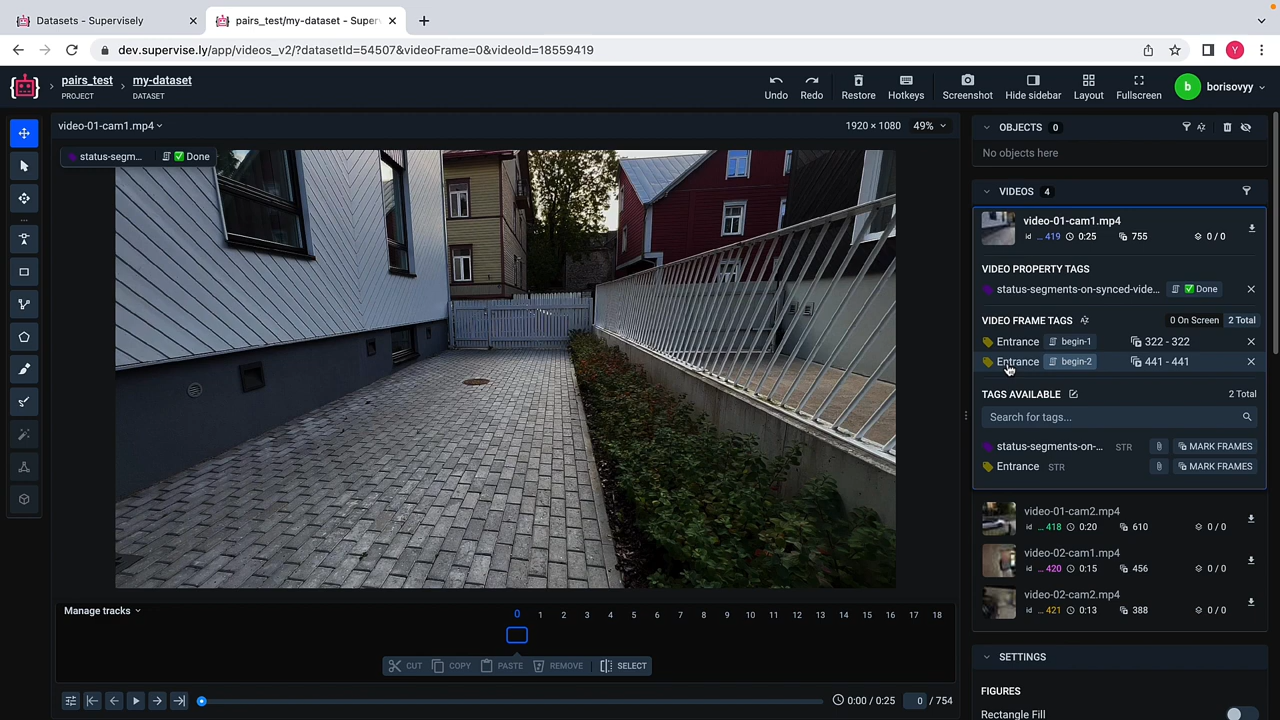 Datasets - Supervisely
pairs_test/my-dataset - Superv
dev.supervise.ly/app/videos_v2/?datasetId=54507&videoFrame=0&videoId=18559419
Y
pairs_test
PROJECT
my-dataset
DATASET
Undo
Redo
Restore
Hotkeys
Screenshot
Hide sidebar
Layout
Fullscreen
b
borisovyy
video-01-cam1.mp4
1920 × 1080
49%
status-segm...
Done
OBJECTS 0
No objects here
VIDEOS 4
video-01-cam1.mp4
id ... 419 0:25 755 0 / 0
VIDEO PROPERTY TAGS
status-segments-on-synced-vide... Done
VIDEO FRAME TAGS 0 On Screen 2 Total
Entrance begin-1 322 - 322
Entrance begin-2 441 - 441
TAGS AVAILABLE 2 Total
Search for tags...
status-segments-on-... STR MARK FRAMES
Entrance STR MARK FRAMES
video-01-cam2.mp4
id ... 418 0:20 610 0 / 0
video-02-cam1.mp4
id ... 420 0:15 456 0 / 0
video-02-cam2.mp4
id ... 421 0:13 388 0 / 0
SETTINGS
FIGURES
Rectangle Fill
Manage tracks
0 1 2 3 4 5 6 7 8 9 10 11 12 13 14 15 16 17 18
CUT COPY PASTE REMOVE SELECT
0:00 / 0:25 0 / 754